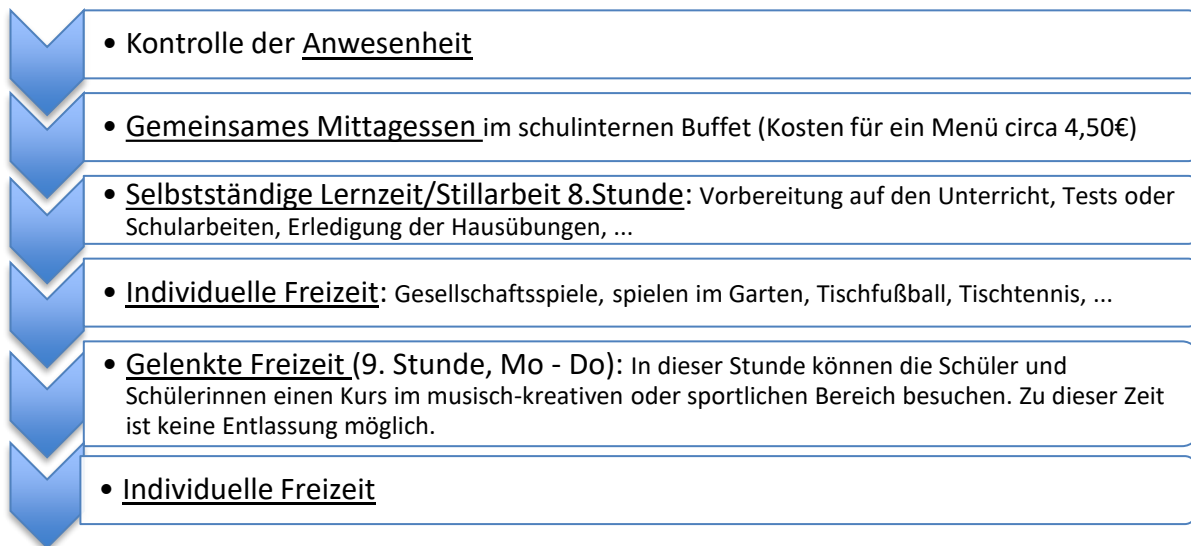 • Kontrolle der Anwesenheit
• Gemeinsames Mittagessen im schulinternen Buffet (Kosten für ein Menü circa 4,50€)
• Selbstständige Lernzeit/Stillarbeit 8.Stunde: Vorbereitung auf den Unterricht, Tests oder
Schularbeiten, Erledigung der Hausübungen, ...
• Individuelle Freizeit: Gesellschaftsspiele, spielen im Garten, Tischfußball, Tischtennis, ...
• Gelenkte Freizeit (9. Stunde, Mo - Do): In dieser Stunde können die Schüler und
Schülerinnen einen Kurs im musisch-kreativen oder sportlichen Bereich besuchen. Zu dieser Zeit
ist keine Entlassung möglich.
• Individuelle Freizeit